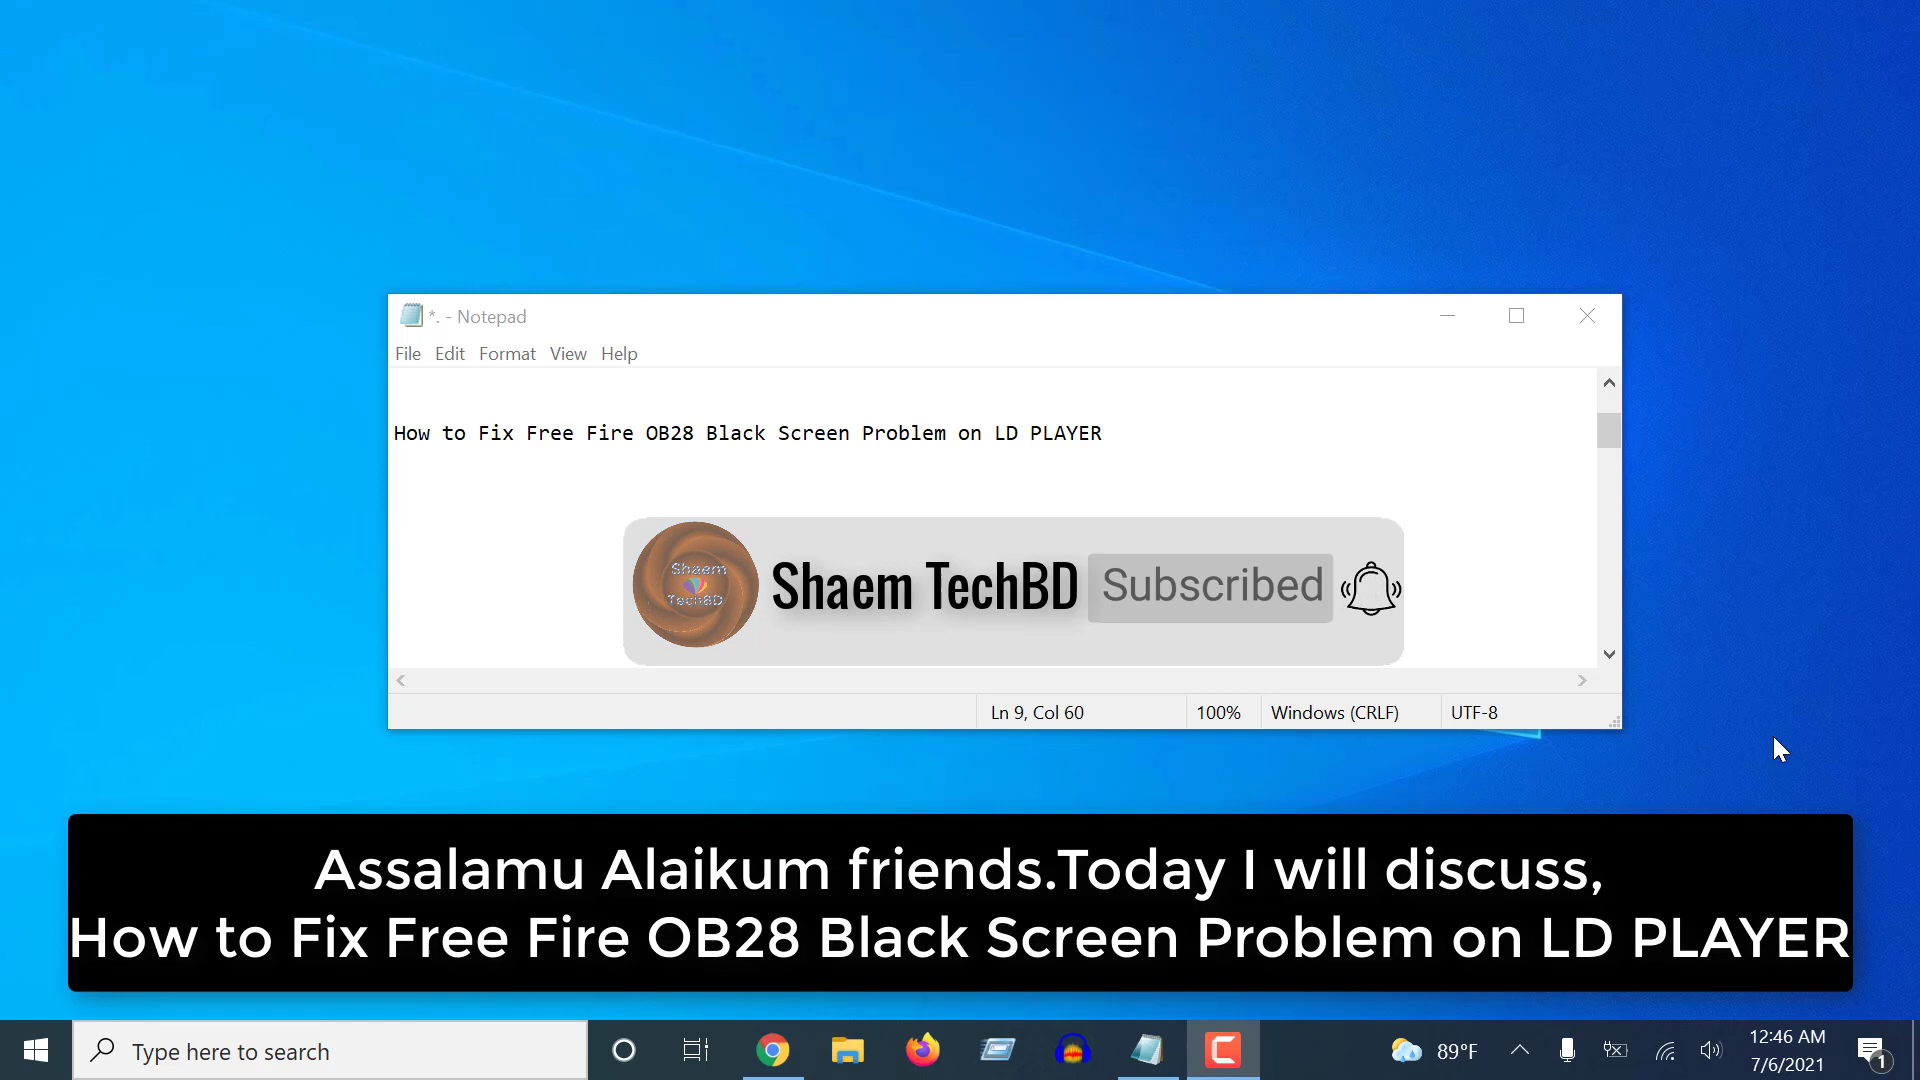 *. - Notepad
File Edit Format View Help
How to Fix Free Fire OB28 Black Screen Problem on LD PLAYER
Shaem
TechBD
Shaem TechBD Subscribed
Ln 9, Col 60 100% Windows (CRLF) UTF-8
Assalamu Alaikum friends.Today I will discuss,
How to Fix Free Fire OB28 Black Screen Problem on LD PLAYER
Type here to search
89°F
12:46 AM
7/6/2021
1